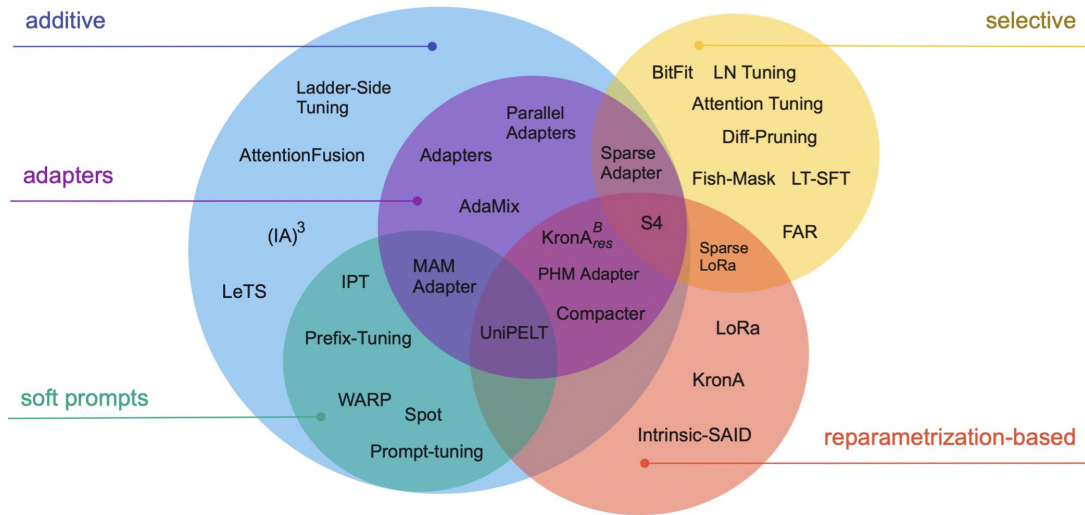 additive
selective
adapters
soft prompts
reparametrization-based
Ladder-Side
Tuning
AttentionFusion
(IA)³
LeTS
Parallel
Adapters
Adapters
AdaMix
MAM
Adapter
IPT
Prefix-Tuning
WARP
Spot
Prompt-tuning
UniPELT
KronA^B_res
PHM Adapter
Compacter
Sparse
Adapter
S4
Sparse
LoRa
BitFit LN Tuning
Attention Tuning
Diff-Pruning
Fish-Mask LT-SFT
FAR
LoRa
KronA
Intrinsic-SAID